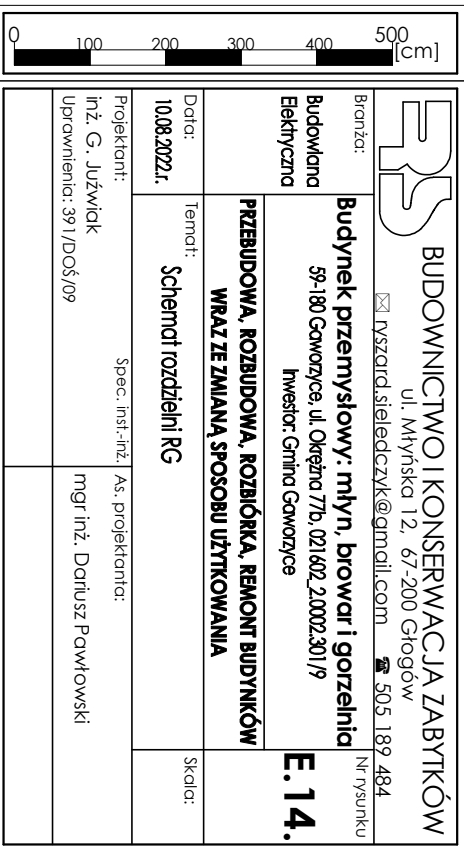 0 100 200 300 400 500
[cm]
RS
BUDOWNICTWO I KONSERWACJA ZABYTKÓW
ul. Młyńska 12, 67-200 Głogów
✉ ryszard.sieledczyk@gmail.com ☎ 505 189 484
Branża:
Budowlana
Elektryczna
Budynek przemysłowy: młyn, browar i gorzelnia
59-180 Gaworzyce, ul. Okrężna 77b, 021602_2.0002.301/9
Inwestor: Gmina Gaworzyce
Nr rysunku
E.14.
PRZEBUDOWA, ROZBUDOWA, ROZBIÓRKA, REMONT BUDYNKÓW
WRAZ ZE ZMIANĄ SPOSOBU UŻYTKOWANIA
Data:
10.08.2022.r.
Temat:
Schemat rozdzielni RG
Skala:
Projektant:
Spec. inst.-inż.
inż. G. Juźwiak
Uprawnienia: 391/DOŚ/09
As. projektanta:
mgr inż. Dariusz Pawłowski